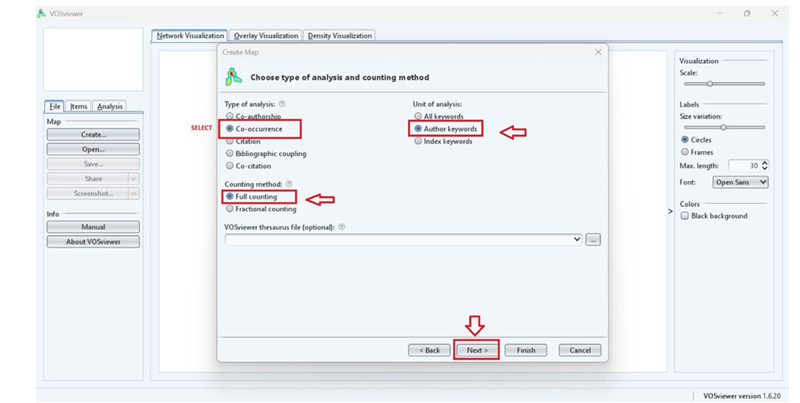 VOSviewer
Network Visualization Overlay Visualization Density Visualization
File Items Analysis
Map
Create...
Open...
Save...
Share
Screenshot...
Info
Manual
About VOSviewer
Create Map
Choose type of analysis and counting method
Type of analysis:
Co-authorship
SELECT
Co-occurrence
Citation
Bibliographic coupling
Co-citation
Unit of analysis:
All keywords
Author keywords
Index keywords
Counting method:
Full counting
Fractional counting
VOSviewer thesaurus file (optional):
...
< Back Next > Finish Cancel
Visualization
Scale:
Labels
Size variation:
Circles
Frames
Max. length: 30
Font: Open Sans
Colors
Black background
>
VOSviewer version 1.6.20